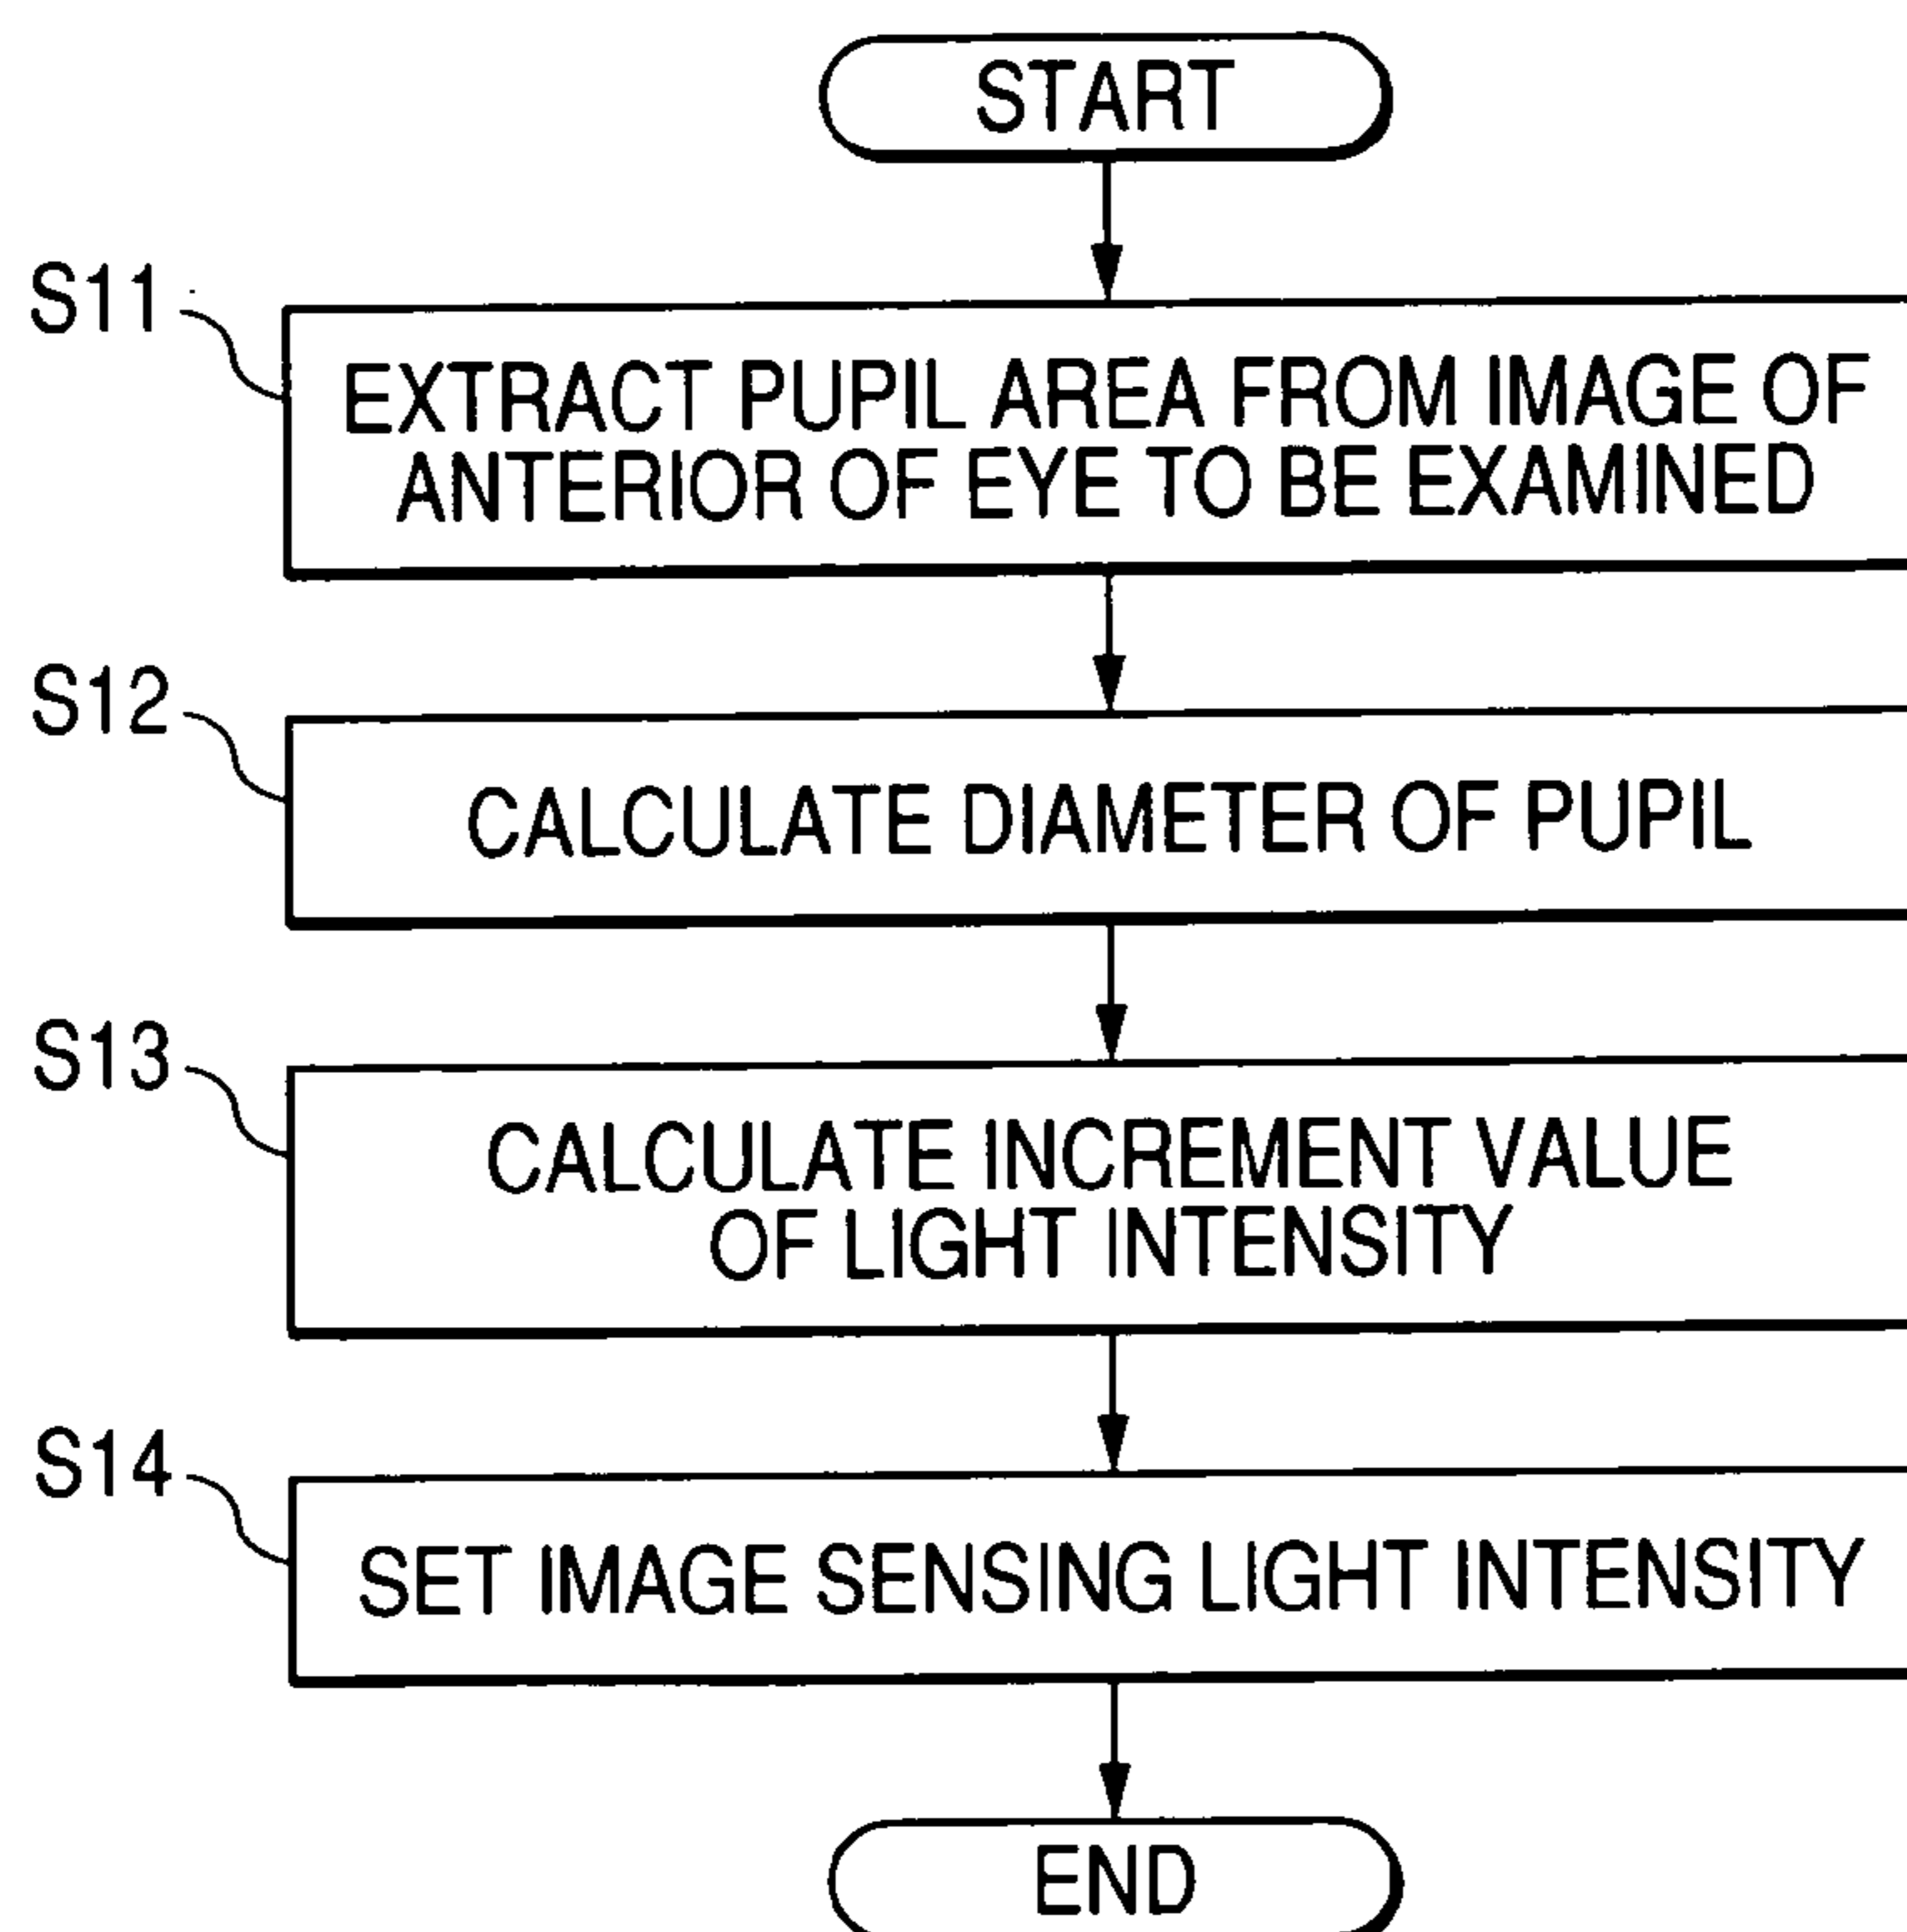 START
S11
EXTRACT PUPIL AREA FROM IMAGE OF
ANTERIOR OF EYE TO BE EXAMINED
S12
CALCULATE DIAMETER OF PUPIL
S13
CALCULATE INCREMENT VALUE
OF LIGHT INTENSITY
S14
SET IMAGE SENSING LIGHT INTENSITY
END